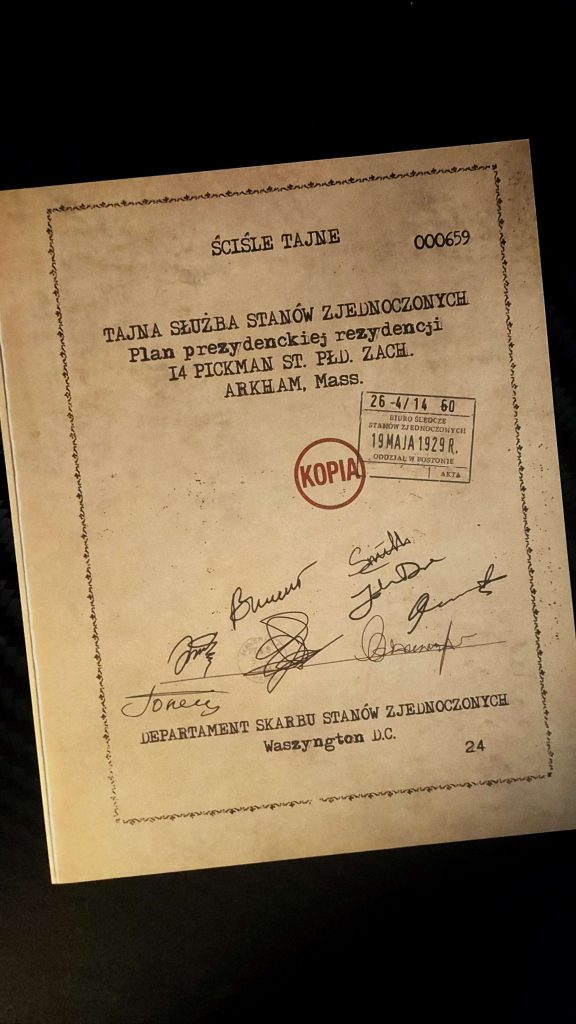 ŚCIŚLE TAJNE
000659
TAJNA SŁUŻBA STANÓW ZJEDNOCZONYCH
Plan prezydenckiej rezydencji
14 PICKMAN ST. PŁD. ZACH.
ARKHAM, Mass.
26 -4/14 60
BIURO ŚLEDCZE
STANÓW ZJEDNOCZONYCH
19 MAJA 1929 R.
ODDZIAŁ W BOSTONIE
AKTA
KOPIA
Smith
Jones
DEPARTAMENT SKARBU STANÓW ZJEDNOCZONYCH
Waszyngton D.C.
24